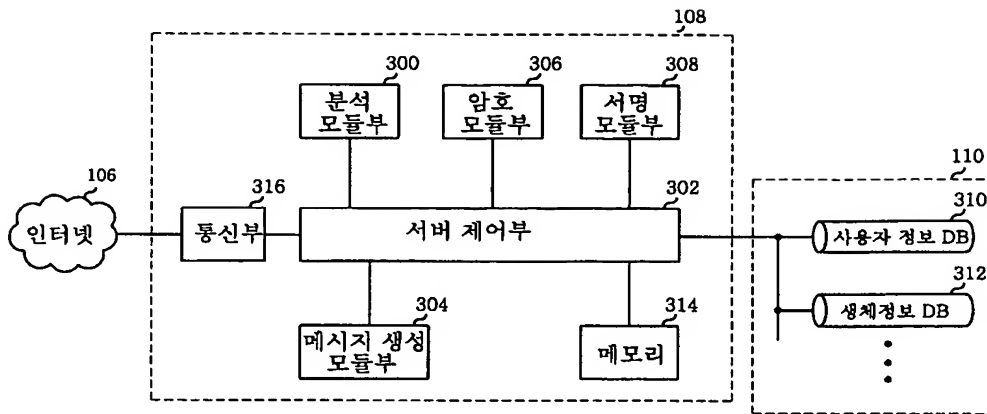 108
300
분석
모듈부
306
암호
모듈부
308
서명
모듈부
106
인터넷
316
통신부
302
서버 제어부
304
메시지 생성
모듈부
314
메모리
110
310
사용자 정보 DB
312
생체정보 DB